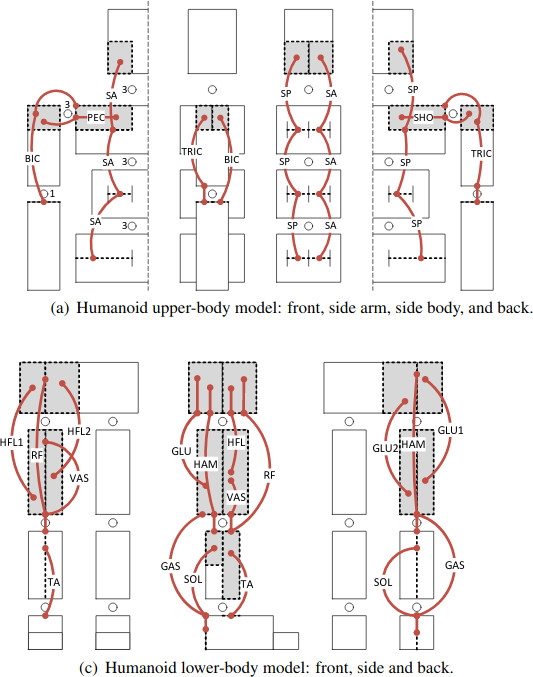 SA 3 SP SA SP
3 PEC SHO
BIC TRIC BIC TRIC
SA 3 SP SA SP
1
SA 3 SP SA SP
(a) Humanoid upper-body model: front, side arm, side body, and back.
HFL1 RF HFL2 GLU HAM HFL GLU2 HAM GLU1
VAS VAS RF
TA GAS SOL TA SOL GAS
(c) Humanoid lower-body model: front, side and back.